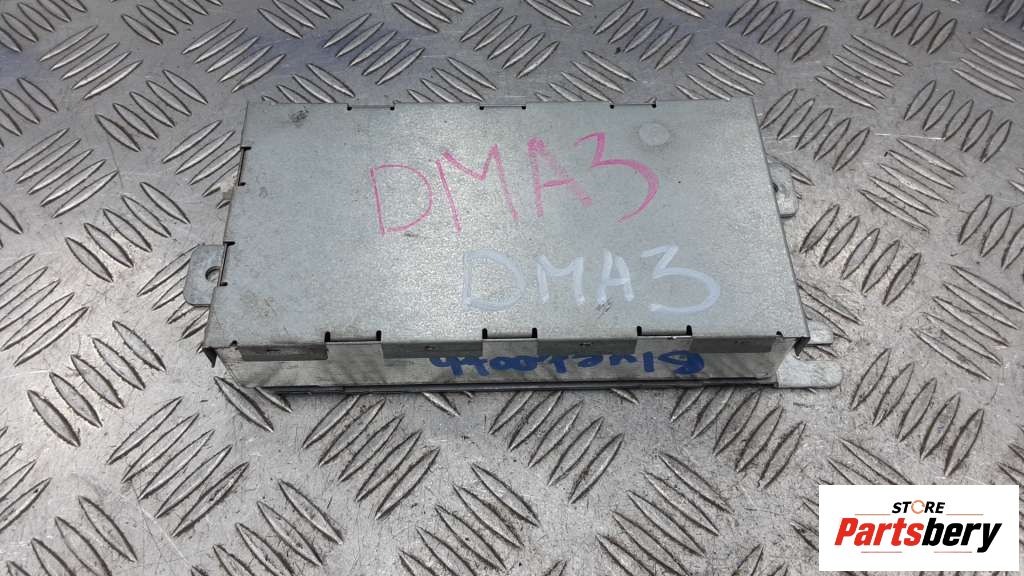 DMA3
DMA3
Bluetooth
STORE
Partsbery